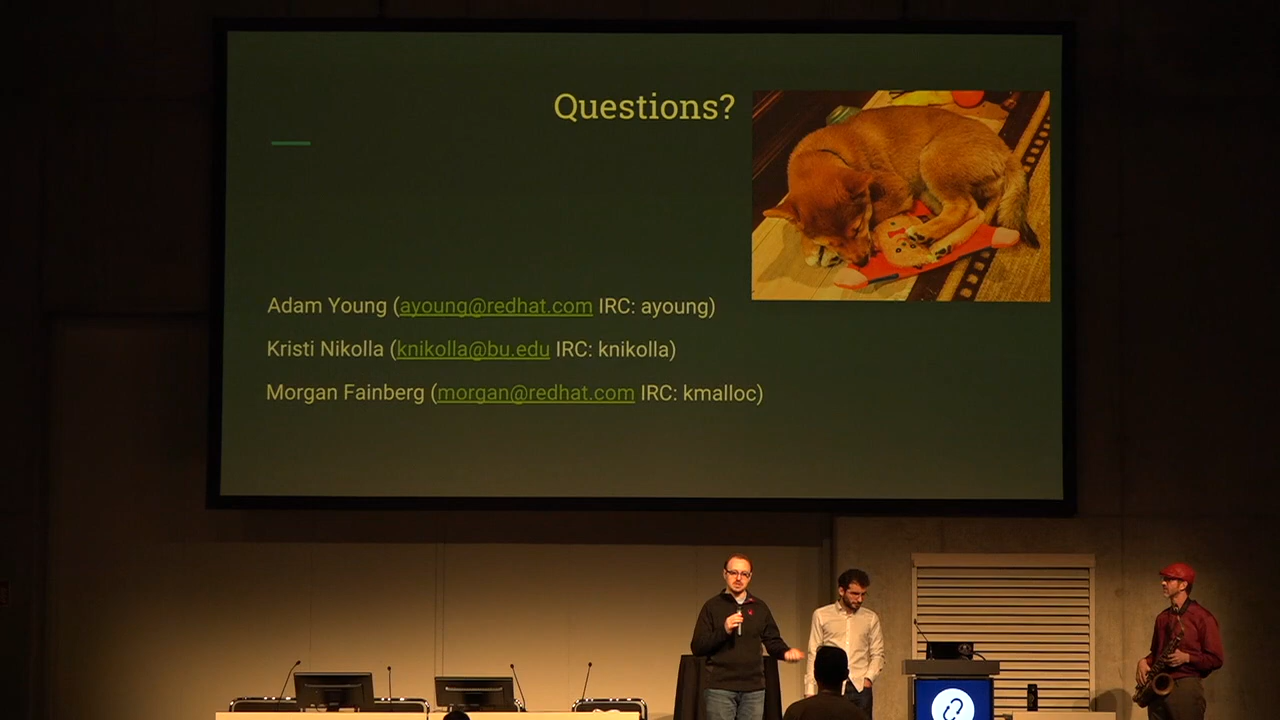 Questions?
Adam Young (ayoung@redhat.com IRC: ayoung)
Kristi Nikolla (knikolla@bu.edu IRC: knikolla)
Morgan Fainberg (morgan@redhat.com IRC: kmalloc)